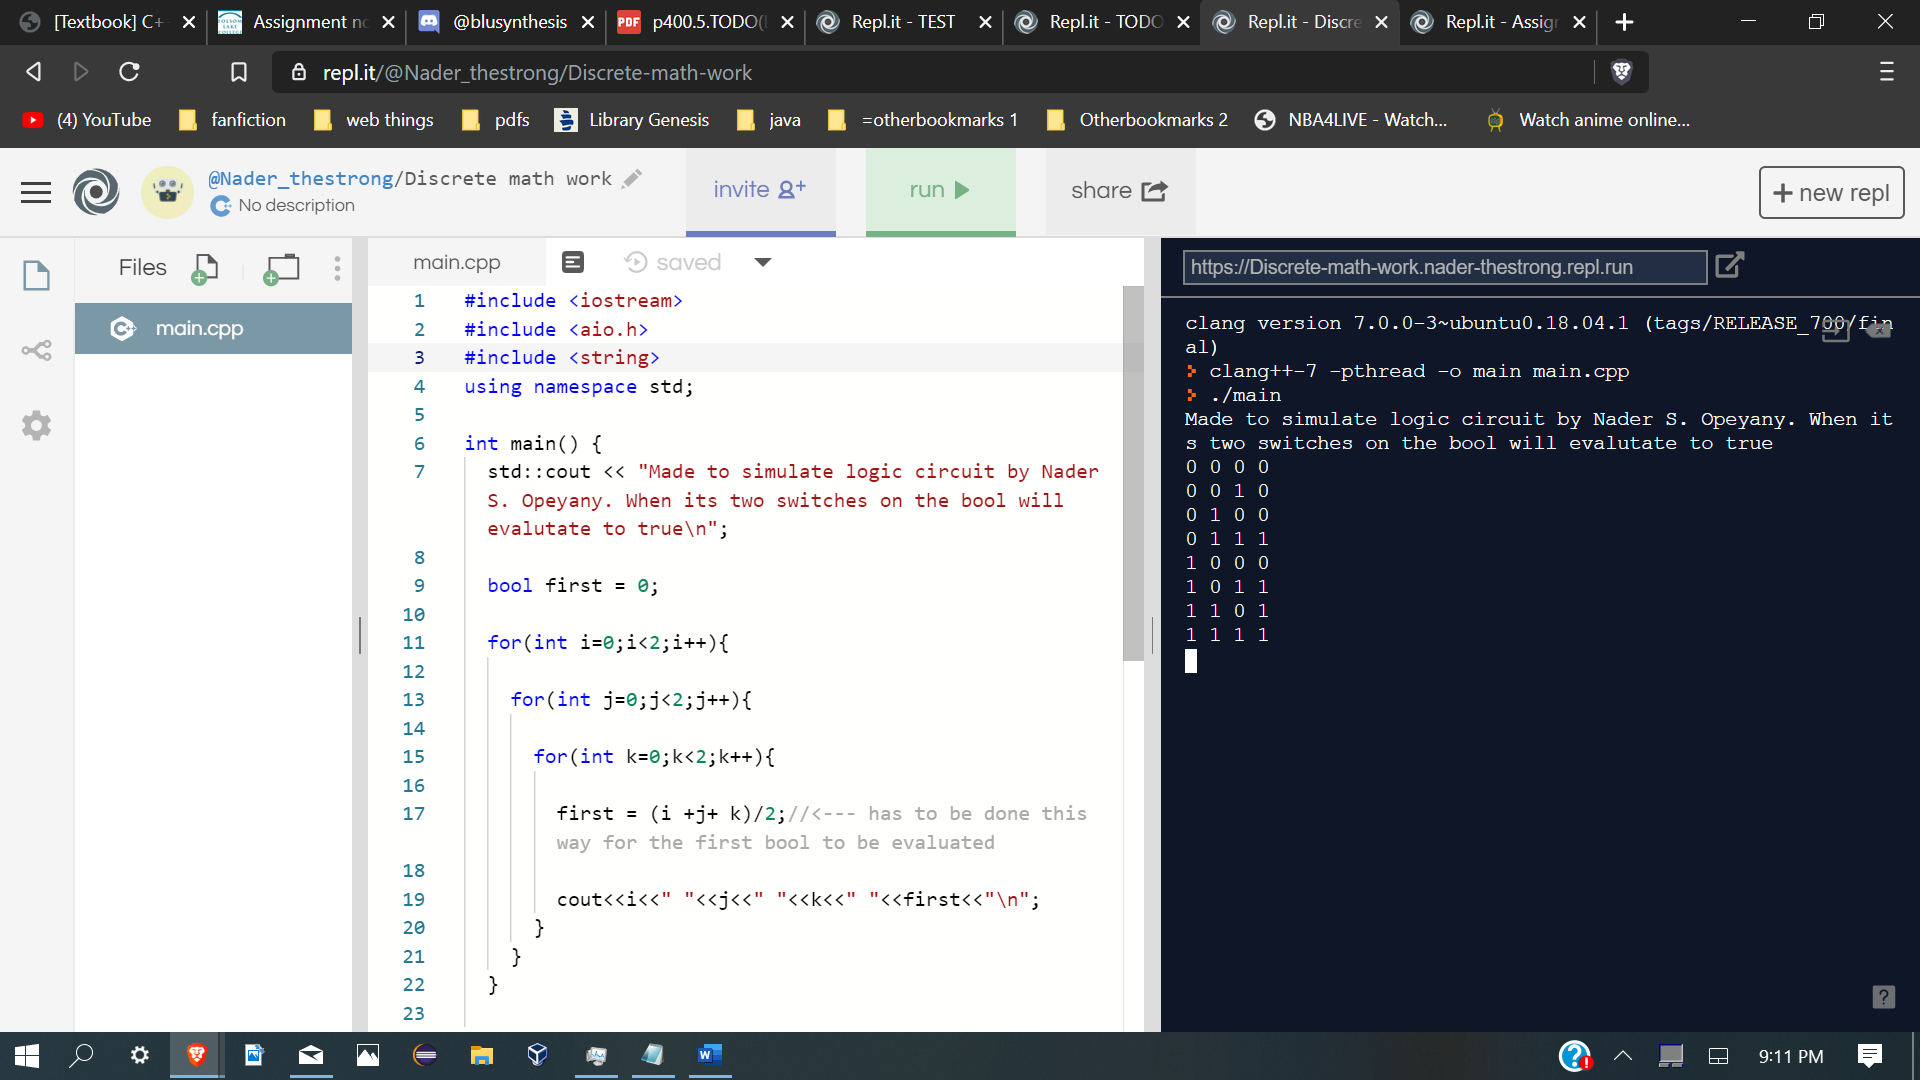 [Textbook] C+
Assignment no
@blusynthesis
PDF p400.5.TODO(
Repl.it - TEST
Repl.it - TODO
Repl.it - Discre
Repl.it - Assign
repl.it/@Nader_thestrong/Discrete-math-work
(4) YouTube
fanfiction
web things
pdfs
Library Genesis
java
=otherbookmarks 1
Otherbookmarks 2
NBA4LIVE - Watch...
Watch anime online...
@Nader_thestrong/Discrete math work
No description
invite
run
share
+ new repl
Files
main.cpp
main.cpp
saved
1 #include <iostream>
2 #include <aio.h>
3 #include <string>
4 using namespace std;
5
6 int main() {
7 std::cout << "Made to simulate logic circuit by Nader
S. Opeyany. When its two switches on the bool will
evalutate to true\n";
8
9 bool first = 0;
10
11 for(int i=0;i<2;i++){
12
13 for(int j=0;j<2;j++){
14
15 for(int k=0;k<2;k++){
16
17 first = (i +j+ k)/2;//<--- has to be done this
way for the first bool to be evaluated
18
19 cout<<i<<" "<<j<<" "<<k<<" "<<first<<"\n";
20 }
21 }
22 }
23
https://Discrete-math-work.nader-thestrong.repl.run
clang version 7.0.0-3~ubuntu0.18.04.1 (tags/RELEASE_700/fin
al)
clang++-7 -pthread -o main main.cpp
./main
Made to simulate logic circuit by Nader S. Opeyany. When it
s two switches on the bool will evalutate to true
0 0 0 0
0 0 1 0
0 1 0 0
0 1 1 1
1 0 0 0
1 0 1 1
1 1 0 1
1 1 1 1
?
9:11 PM